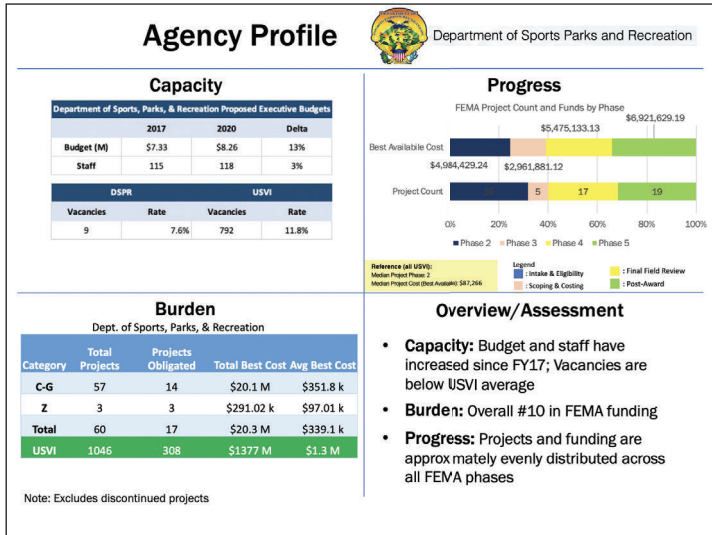 Agency Profile
Department of Sports Parks and Recreation
Capacity
Department of Sports, Parks, & Recreation Proposed Executive Budgets
2017 2020 Delta
Budget (M) $7.33 $8.26 13%
Staff 115 118 3%
DSPR USVI
Vacancies Rate Vacancies Rate
9 7.6% 792 11.8%
Progress
FEMA Project Count and Funds by Phase
$6,921,629.19
$5,475,133.13
Best Availabile Cost
$4,984,429.24 $2,961,881.12
Project Count 5 17 19
0% 20% 40% 60% 80% 100%
Phase 2 Phase 3 Phase 4 Phase 5
Reference (all USVI):
Median Project Phase: 2
Median Project Cost (Best Available): $87,266
Legend
: Intake & Eligibility : Final Field Review
: Scoping & Costing : Post-Award
Burden
Dept. of Sports, Parks, & Recreation
Category Total Projects Projects Obligated Total Best Cost Avg Best Cost
C-G 57 14 $20.1 M $351.8 k
Z 3 3 $291.02 k $97.01 k
Total 60 17 $20.3 M $339.1 k
USVI 1046 308 $1377 M $1.3 M
Note: Excludes discontinued projects
Overview/Assessment
• Capacity: Budget and staff have
increased since FY17; Vacancies are
below USVI average
• Burden: Overall #10 in FEMA funding
• Progress: Projects and funding are
approx mately evenly distributed across
all FEMA phases